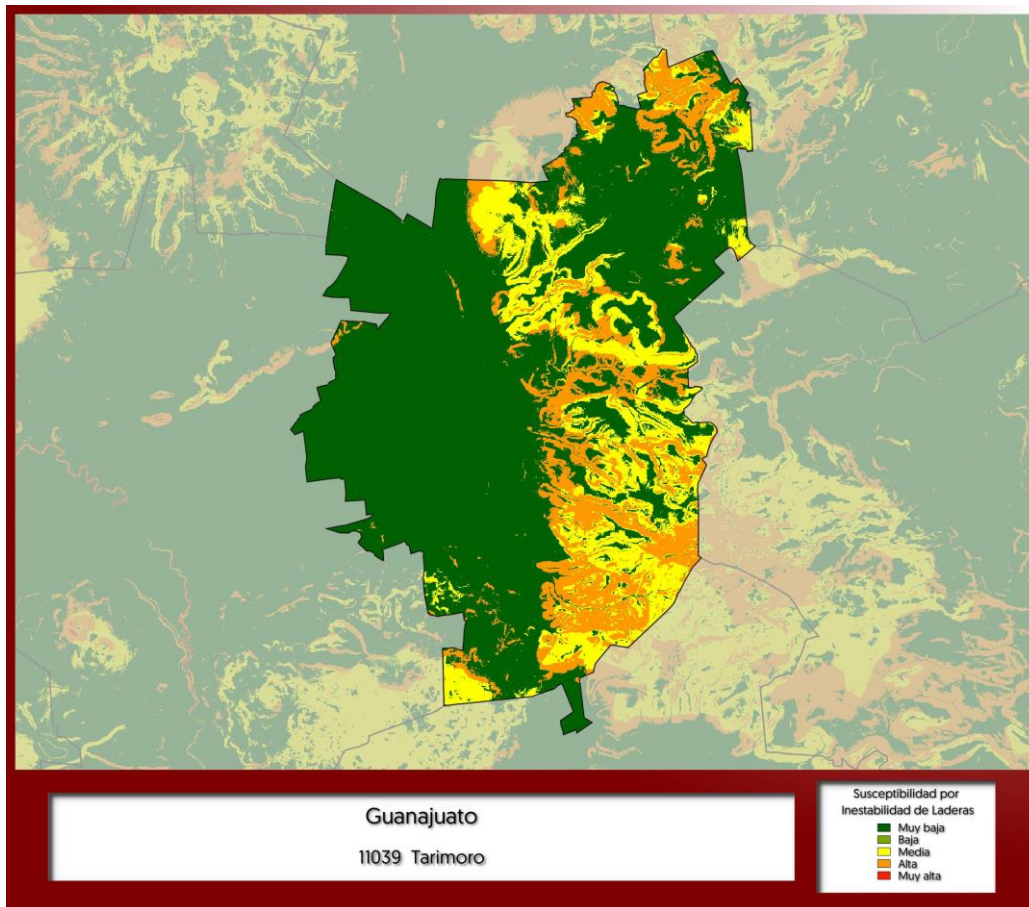 Guanajuato
11039 Tarimoro
Susceptibilidad por
Inestabilidad de Laderas
Muy baja
Baja
Media
Alta
Muy alta